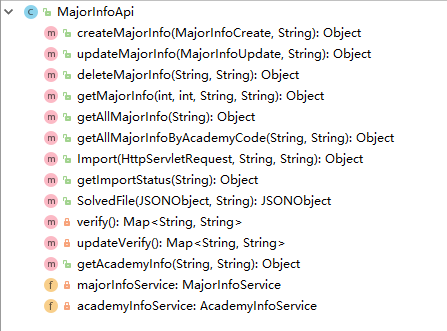 MajorInfoApi
createMajorInfo(MajorInfoCreate, String): Object
updateMajorInfo(MajorInfoUpdate, String): Object
deleteMajorInfo(String, String): Object
getMajorInfo(int, int, String, String): Object
getAllMajorInfo(String): Object
getAllMajorInfoByAcademyCode(String, String): Object
Import(HttpServletRequest, String, String): Object
getImportStatus(String): Object
SolvedFile(JSONObject, String): JSONObject
verify(): Map<String, String>
updateVerify(): Map<String, String>
getAcademyInfo(String, String): Object
majorInfoService: MajorInfoService
academyInfoService: AcademyInfoService